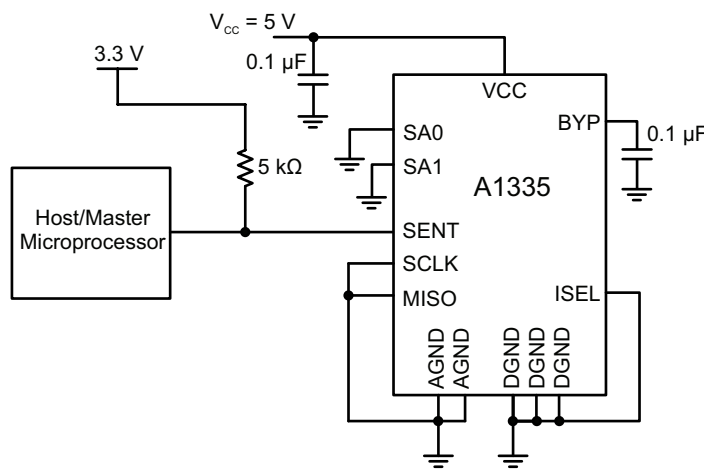 V_CC = 5 V
3.3 V
0.1 µF
VCC
BYP
0.1 µF
SA0
SA1
5 kΩ
A1335
Host/Master
Microprocessor
SENT
SCLK
MISO
ISEL
AGND
AGND
DGND
DGND
DGND